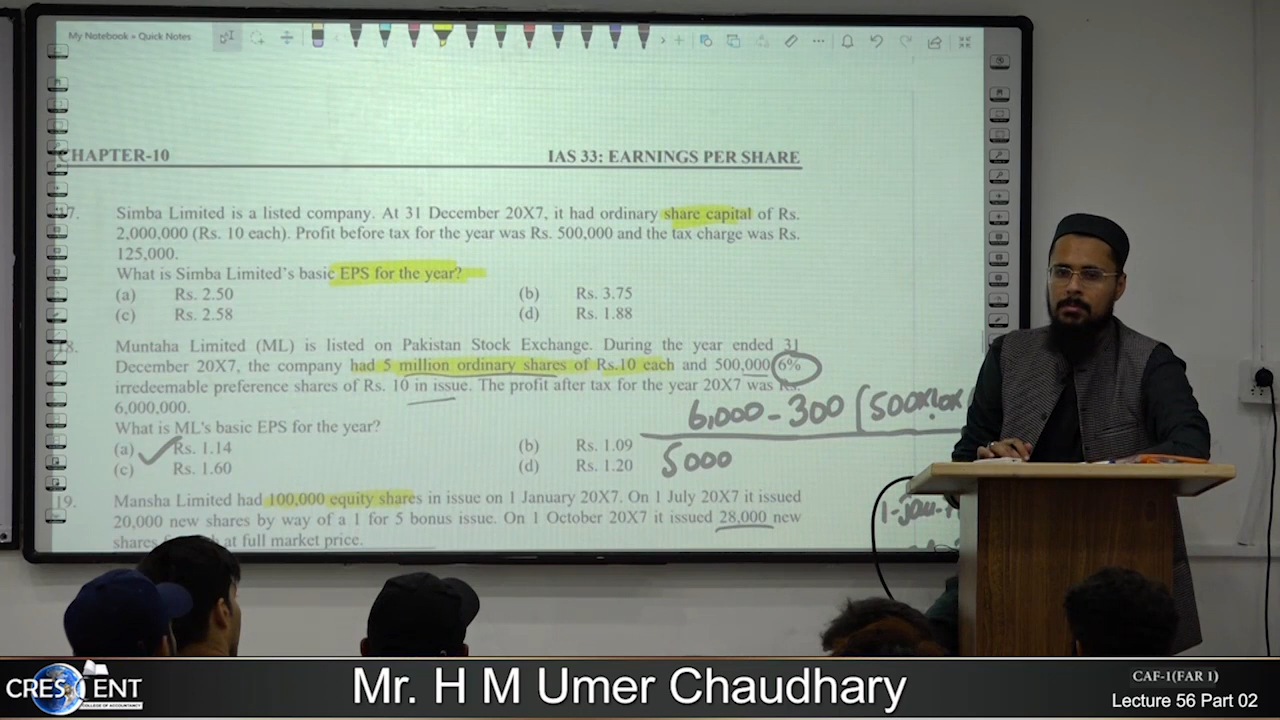 My Notebook » Quick Notes
CHAPTER-10 IAS 33: EARNINGS PER SHARE
17. Simba Limited is a listed company. At 31 December 20X7, it had ordinary share capital of Rs.
2,000,000 (Rs. 10 each). Profit before tax for the year was Rs. 500,000 and the tax charge was Rs.
125,000.
What is Simba Limited's basic EPS for the year?
(a) Rs. 2.50 (b) Rs. 3.75
(c) Rs. 2.58 (d) Rs. 1.88
18. Muntaha Limited (ML) is listed on Pakistan Stock Exchange. During the year ended 31
December 20X7, the company had 5 million ordinary shares of Rs.10 each and 500,000 6%
irredeemable preference shares of Rs. 10 in issue. The profit after tax for the year 20X7 was Rs.
6,000,000.
6,000 - 300 (500x10x
What is ML's basic EPS for the year?
(a) Rs. 1.14 (b) Rs. 1.09
(c) Rs. 1.60 (d) Rs. 1.20
5000
19. Mansha Limited had 100,000 equity shares in issue on 1 January 20X7. On 1 July 20X7 it issued
20,000 new shares by way of a 1 for 5 bonus issue. On 1 October 20X7 it issued 28,000 new
1-Jan-
shares at full market price.
Mr. H M Umer Chaudhary
CRESCENT
COLLEGE OF ACCOUNTANCY
CAF-1(FAR 1)
Lecture 56 Part 02